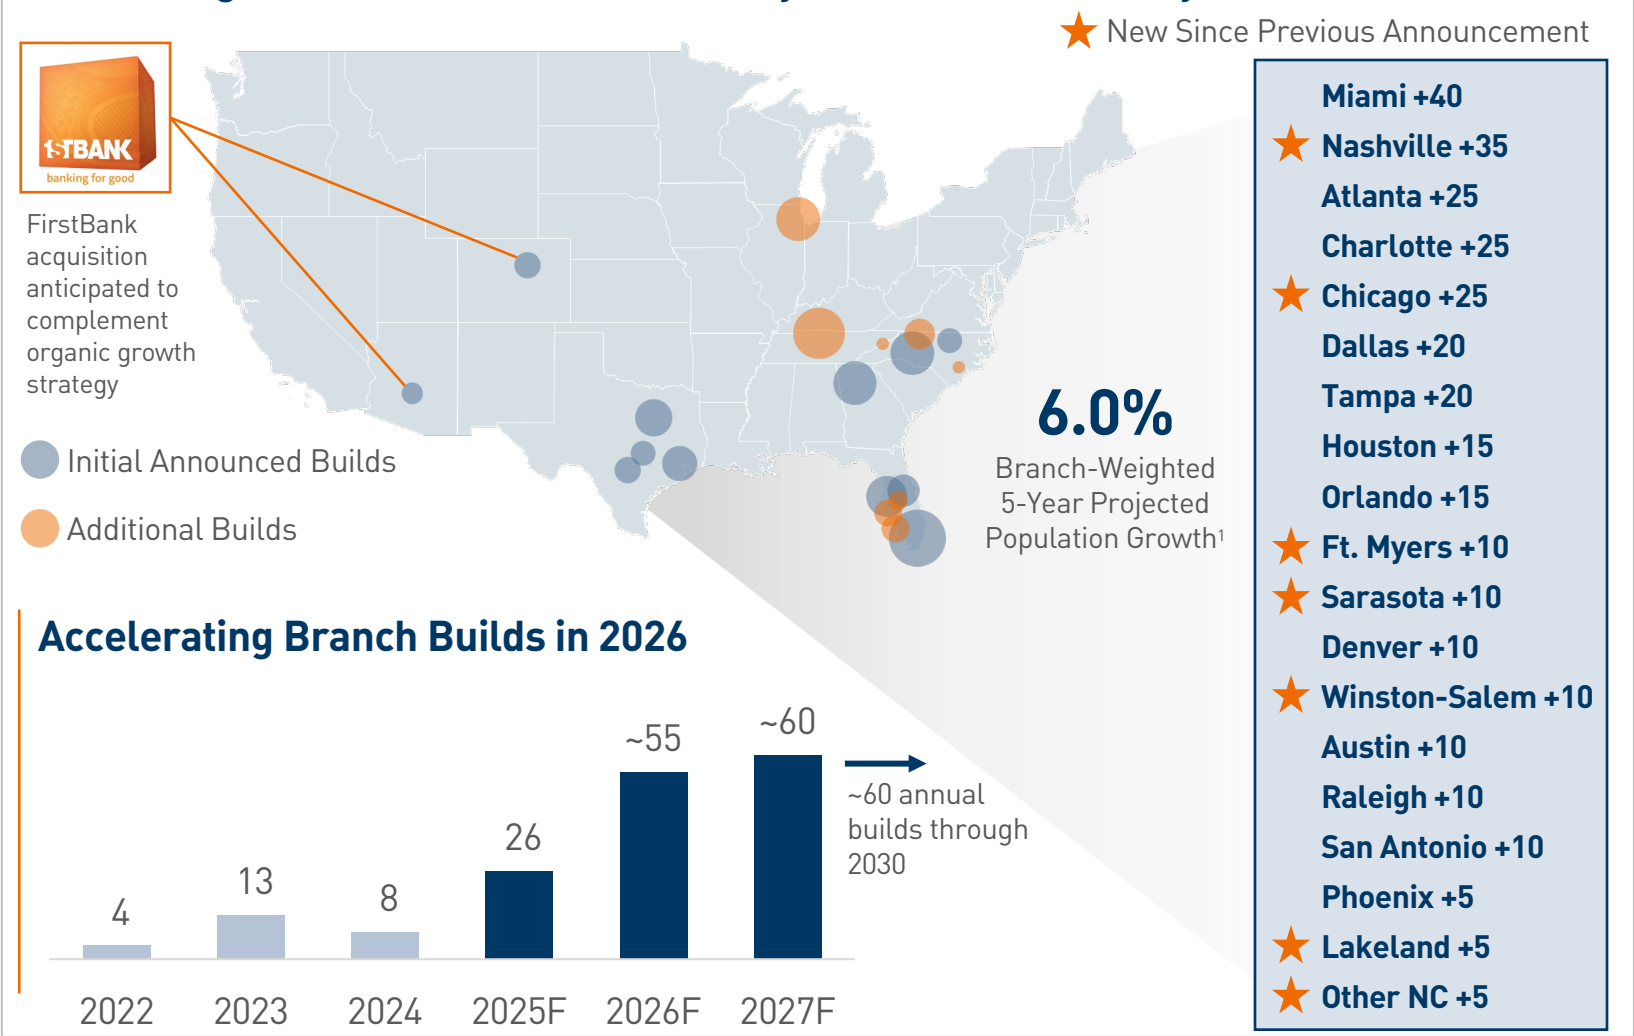 New Since Previous Announcement
1STBANK
banking for good
FirstBank
acquisition
anticipated to
complement
organic growth
strategy
Initial Announced Builds
Additional Builds
6.0%
Branch-Weighted
5-Year Projected
Population Growth¹
Miami +40
Nashville +35
Atlanta +25
Charlotte +25
Chicago +25
Dallas +20
Tampa +20
Houston +15
Orlando +15
Ft. Myers +10
Sarasota +10
Denver +10
Winston-Salem +10
Austin +10
Raleigh +10
San Antonio +10
Phoenix +5
Lakeland +5
Other NC +5
Accelerating Branch Builds in 2026
4
13
8
26
~55
~60
~60 annual
builds through
2030
2022
2023
2024
2025F
2026F
2027F